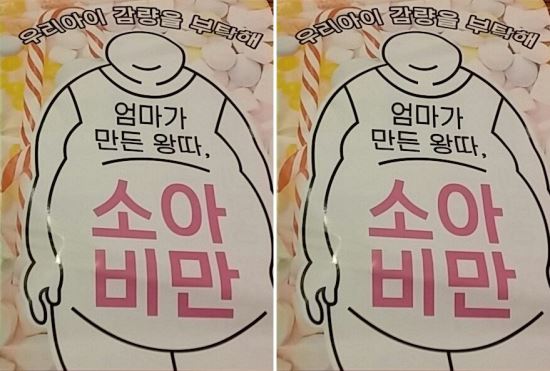 우리아이 감량을 부탁해
엄마가
만든 왕따,
소아
비만
우리아이 감량을 부탁해
엄마가
만든 왕따,
소아
비만